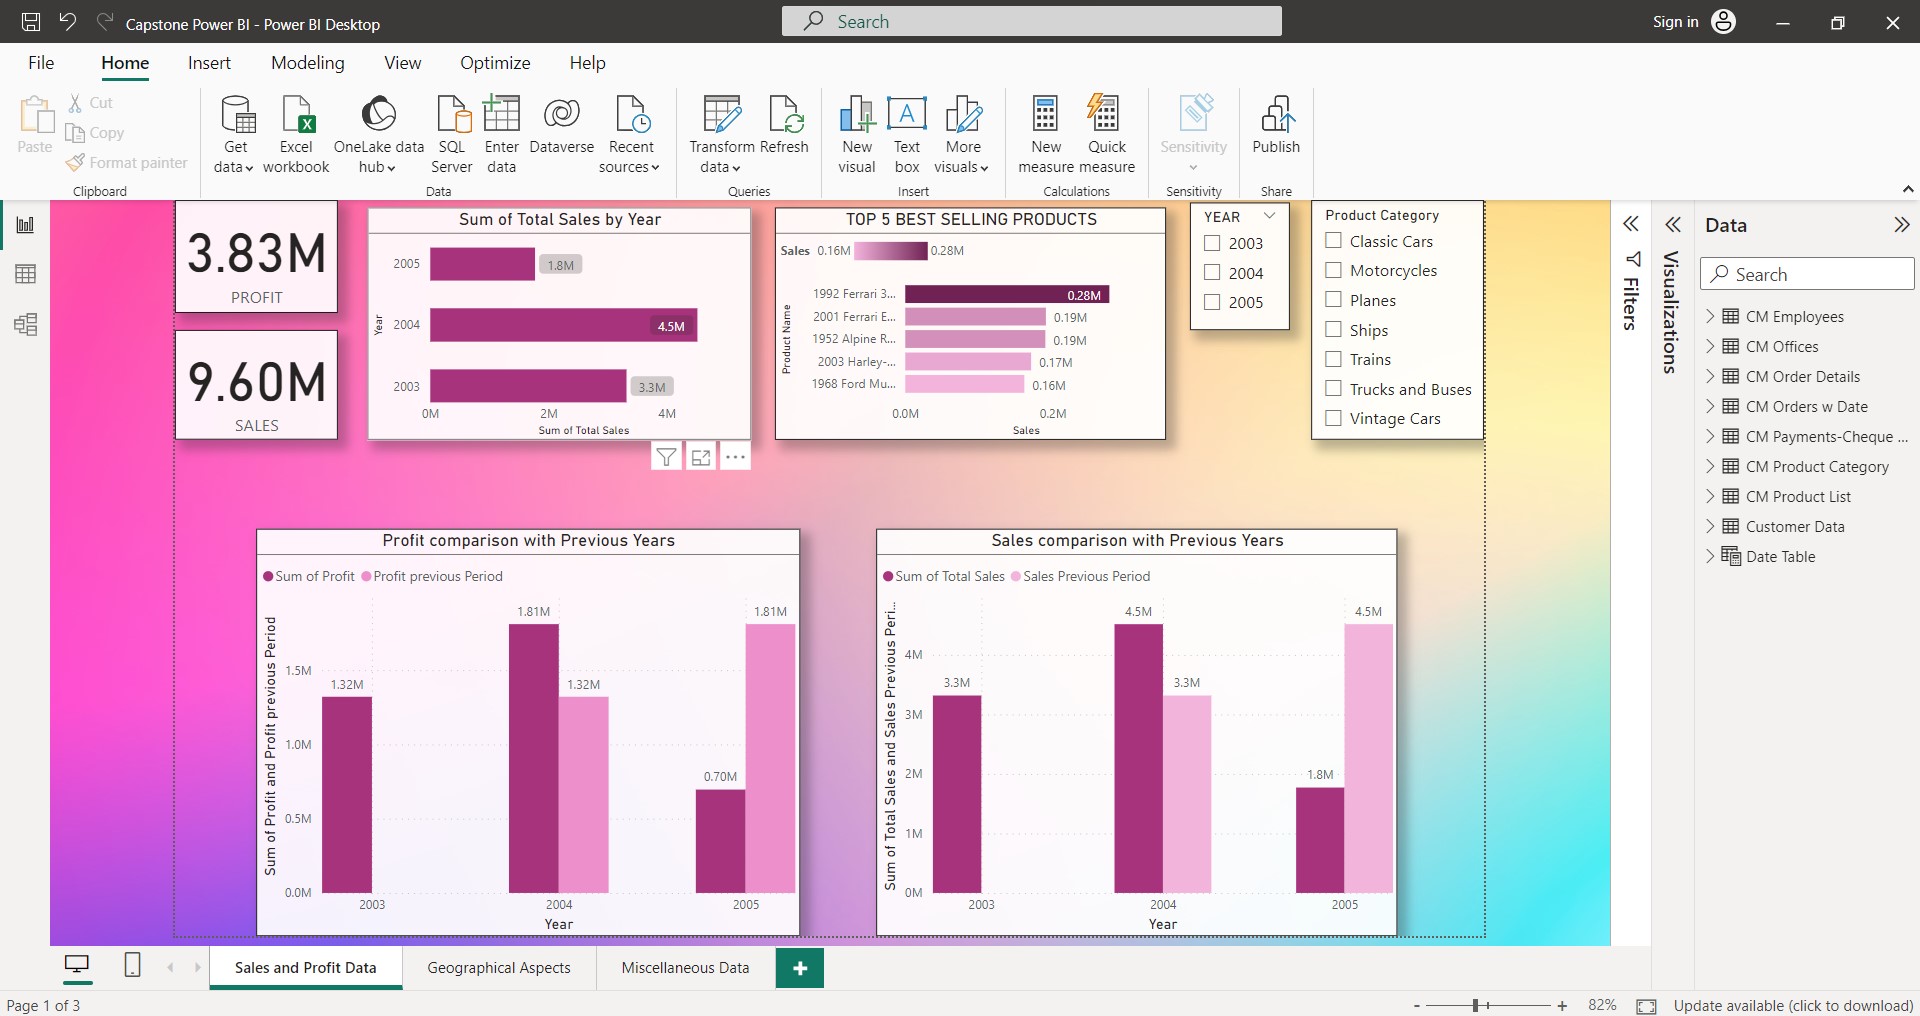 Capstone Power BI - Power BI Desktop
Search
Sign in
File Home Insert Modeling View Optimize Help
Paste
Cut
Copy
Format painter
Clipboard
Get data
Excel workbook
OneLake data hub
SQL Server
Enter data
Dataverse
Recent sources
Data
Transform data
Refresh
Queries
New visual
Text box
More visuals
Insert
New measure
Quick measure
Calculations
Sensitivity
Sensitivity
Publish
Share
3.83M
PROFIT
9.60M
SALES
Sum of Total Sales by Year
Year
2005 1.8M
2004 4.5M
2003 3.3M
0M 2M 4M
Sum of Total Sales
TOP 5 BEST SELLING PRODUCTS
Sales 0.16M 0.28M
Product Name
1992 Ferrari 3... 0.28M
2001 Ferrari E... 0.19M
1952 Alpine R... 0.19M
2003 Harley-... 0.17M
1968 Ford Mu... 0.16M
0.0M 0.2M
Sales
YEAR
2003
2004
2005
Product Category
Classic Cars
Motorcycles
Planes
Ships
Trains
Trucks and Buses
Vintage Cars
Profit comparison with Previous Years
Sum of Profit Profit previous Period
Sum of Profit and Profit previous Period
1.81M 1.81M
1.5M
1.32M 1.32M
1.0M
0.70M
0.5M
0.0M
2003 2004 2005
Year
Sales comparison with Previous Years
Sum of Total Sales Sales Previous Period
Sum of Total Sales and Sales Previous Peri...
4.5M 4.5M
4M
3.3M 3.3M
3M
2M 1.8M
1M
0M
2003 2004 2005
Year
Filters
Visualizations
Data
Search
CM Employees
CM Offices
CM Order Details
CM Orders w Date
CM Payments-Cheque ...
CM Product Category
CM Product List
Customer Data
Date Table
Sales and Profit Data Geographical Aspects Miscellaneous Data +
Page 1 of 3
- + 82%
Update available (click to download)